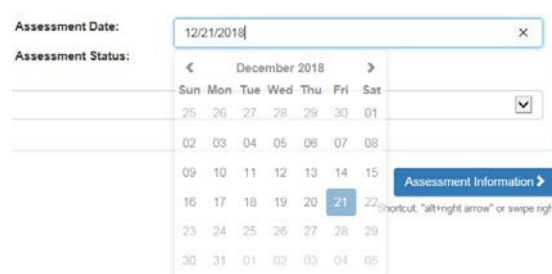 Assessment Date:
12/21/2018
Assessment Status:
December 2018
Sun Mon Tue Wed Thu Fri Sat
25 26 27 28 29 30 01
02 03 04 05 06 07 08
09 10 11 12 13 14 15
Assessment Information
16 17 18 19 20 21 22
Shortcut: "alt+right arrow" or swipe righ
23 24 25 26 27 28 29
30 31 01 02 03 04 05